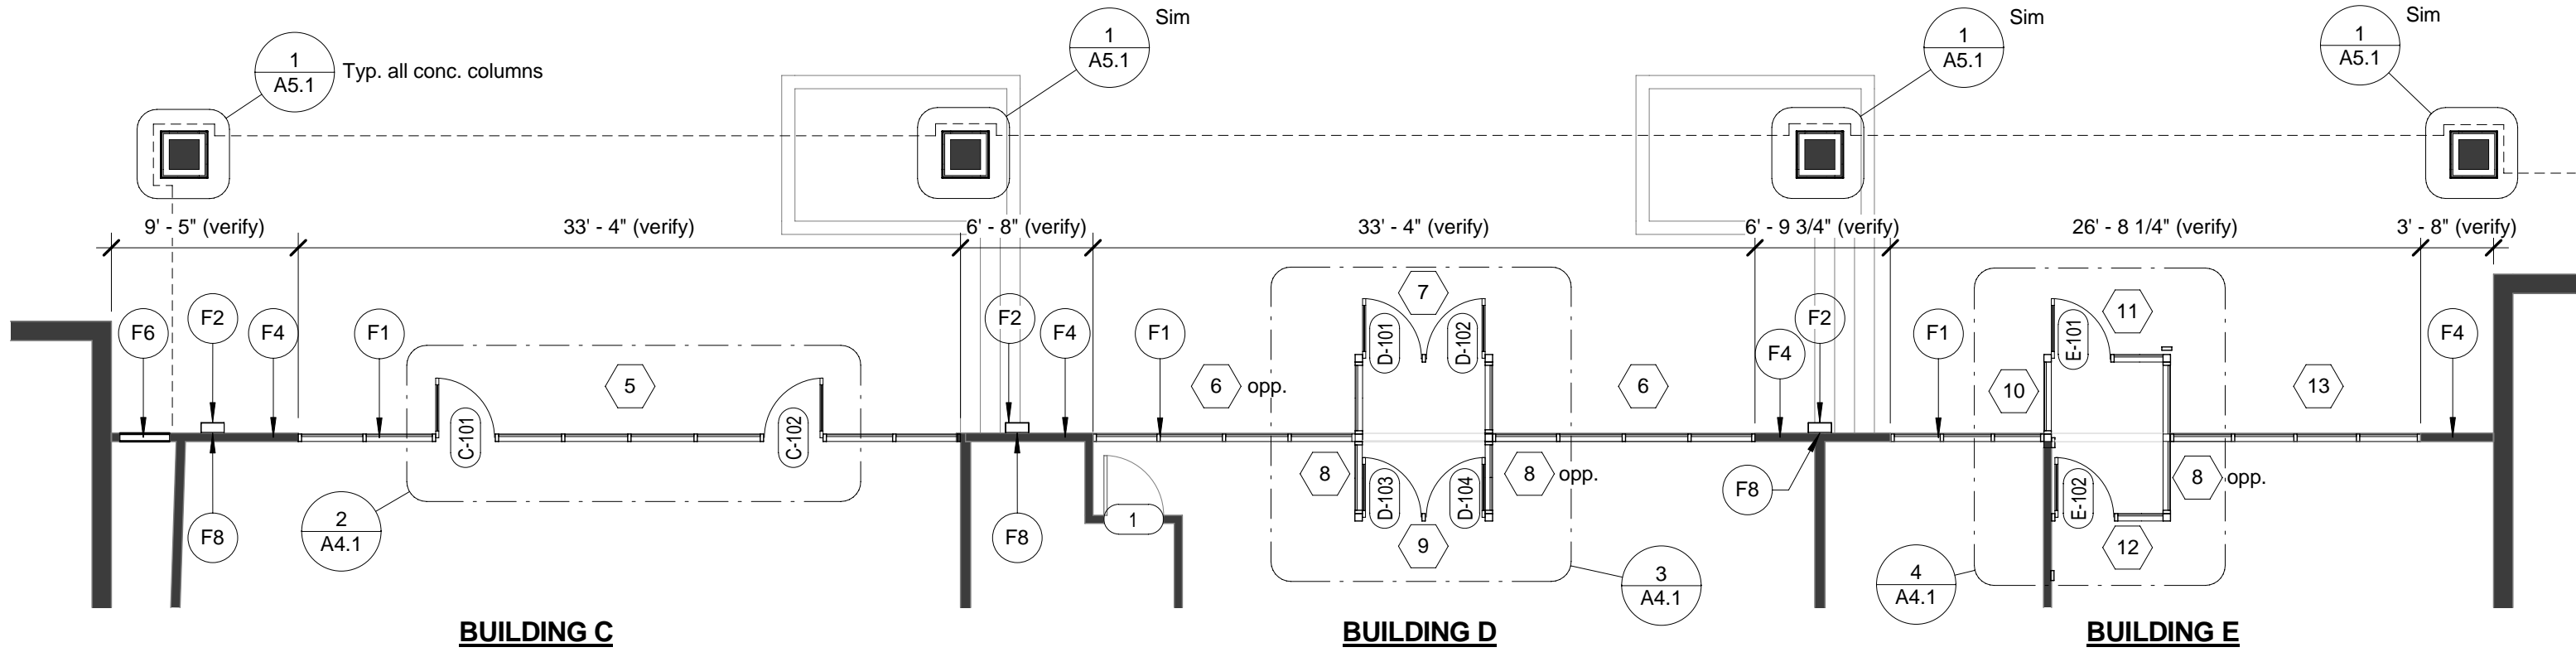 Sim
Sim
Sim
1
A5.1
Typ. all conc. columns
1
A5.1
1
A5.1
1
A5.1
9' - 5" (verify)
33' - 4" (verify)
6' - 8" (verify)
33' - 4" (verify)
6' - 9 3/4" (verify)
26' - 8 1/4" (verify)
3' - 8" (verify)
F6
F2
F4
F1
5
F2
F4
F1
6 opp.
7
D-101
D-102
6
F4
F2
F1
10
E-101
11
13
F4
C-101
C-102
8
8 opp.
8 opp.
D-103
D-104
E-102
F8
F8
F8
1
9
12
2
A4.1
3
A4.1
4
A4.1
BUILDING C
BUILDING D
BUILDING E